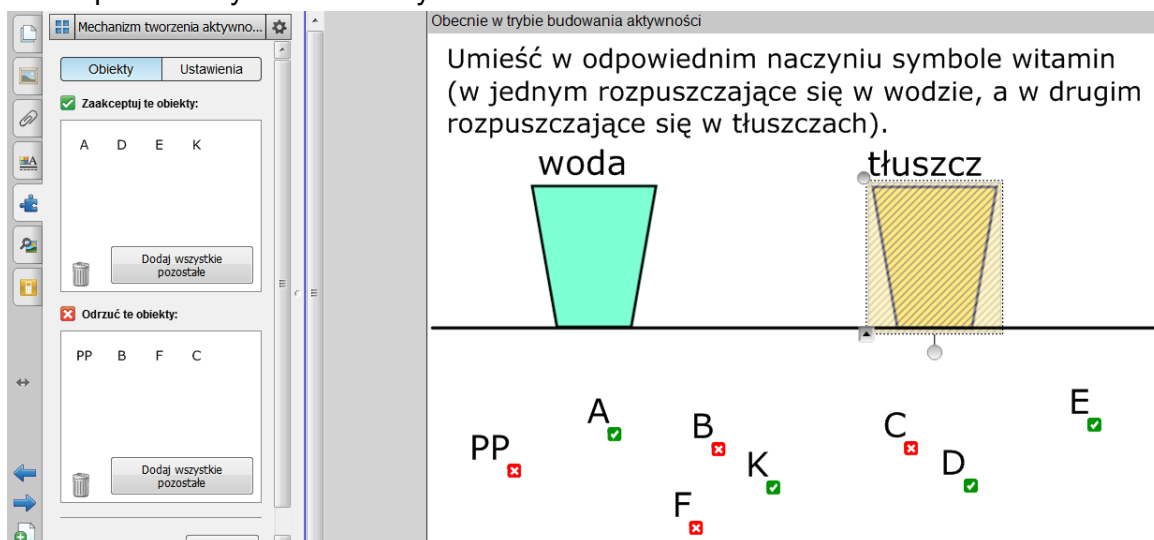 Mechanizm tworzenia aktywno...
Obiekty Ustawienia
Zaakceptuj te obiekty:
A D E K
Dodaj wszystkie
pozostałe
Odrzuć te obiekty:
PP B F C
Dodaj wszystkie
pozostałe
Obecnie w trybie budowania aktywności
Umieść w odpowiednim naczyniu symbole witamin
(w jednym rozpuszczające się w wodzie, a w drugim
rozpuszczające się w tłuszczach).
woda tłuszcz
PP A B K F C D E